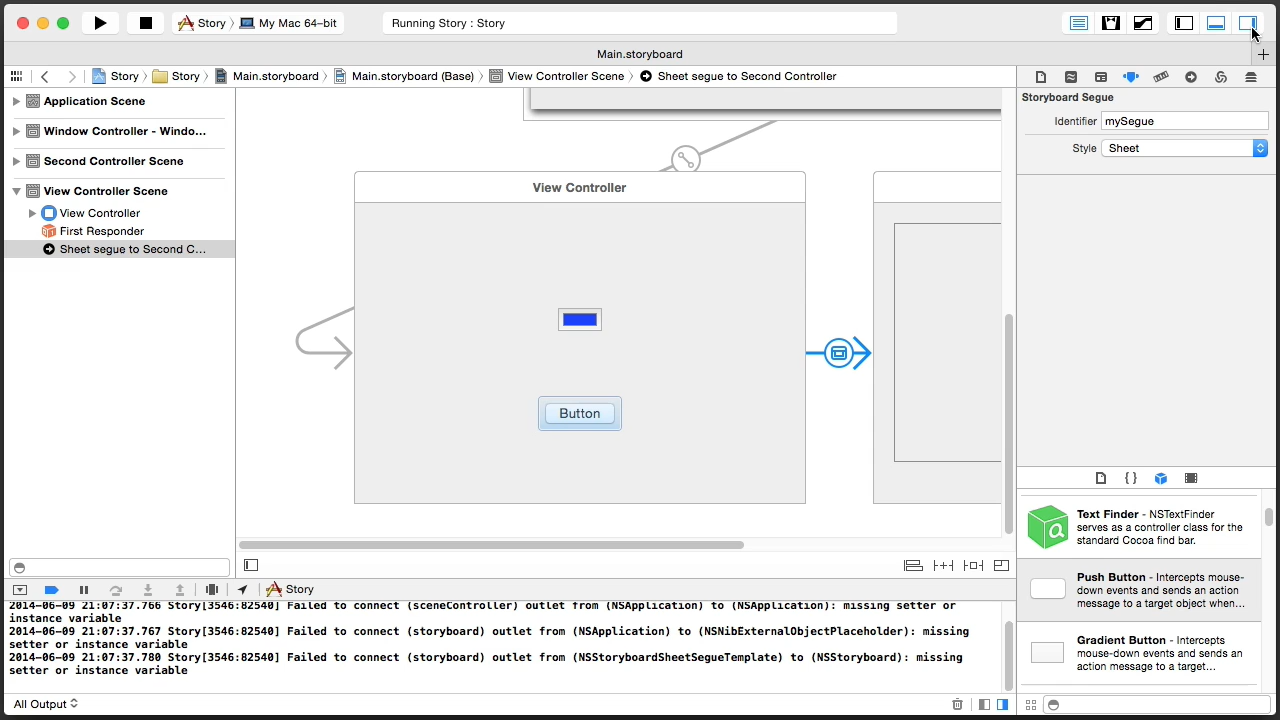 Story
My Mac 64-bit
Running Story : Story
Main.storyboard
Story
Story
Main.storyboard
Main.storyboard (Base)
View Controller Scene
Sheet segue to Second Controller
Application Scene
Window Controller - Windo...
Second Controller Scene
View Controller Scene
View Controller
First Responder
Sheet segue to Second C...
View Controller
Button
Storyboard Segue
Identifier mySegue
Style Sheet
Text Finder - NSTextFinder
serves as a controller class for the
standard Cocoa find bar.
Push Button - Intercepts mouse-
down events and sends an action
message to a target object when...
Gradient Button - Intercepts
mouse-down events and sends an
action message to a target...
Story
2014-06-09 21:07:37.766 Story[3546:82540] Failed to connect (sceneController) outlet from (NSApplication) to (NSApplication): missing setter or
instance variable
2014-06-09 21:07:37.767 Story[3546:82540] Failed to connect (storyboard) outlet from (NSApplication) to (NSNibExternalObjectPlaceholder): missing
setter or instance variable
2014-06-09 21:07:37.780 Story[3546:82540] Failed to connect (storyboard) outlet from (NSStoryboardSheetSegueTemplate) to (NSStoryboard): missing
setter or instance variable
All Output